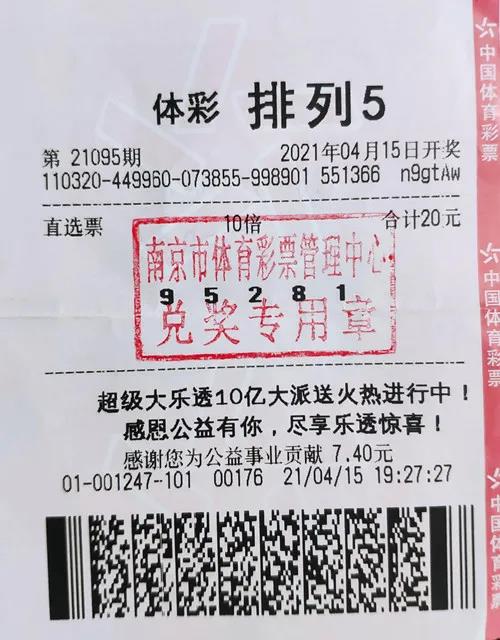 体彩 排列5
第 21095期 2021年04月15日开奖
110320-449960-073855-998901 551366 n9gtAw
直选票 10倍 合计20元
南京市体育彩票管理中心
9 5 2 8 1
兑奖专用章
超级大乐透10亿大派送火热进行中！
感恩公益有你，尽享乐透惊喜！
感谢您为公益事业贡献 7.40元
01-001247-101 00176 21/04/15 19:27:27
中国体育彩票
中国体育彩票
中国体育彩票